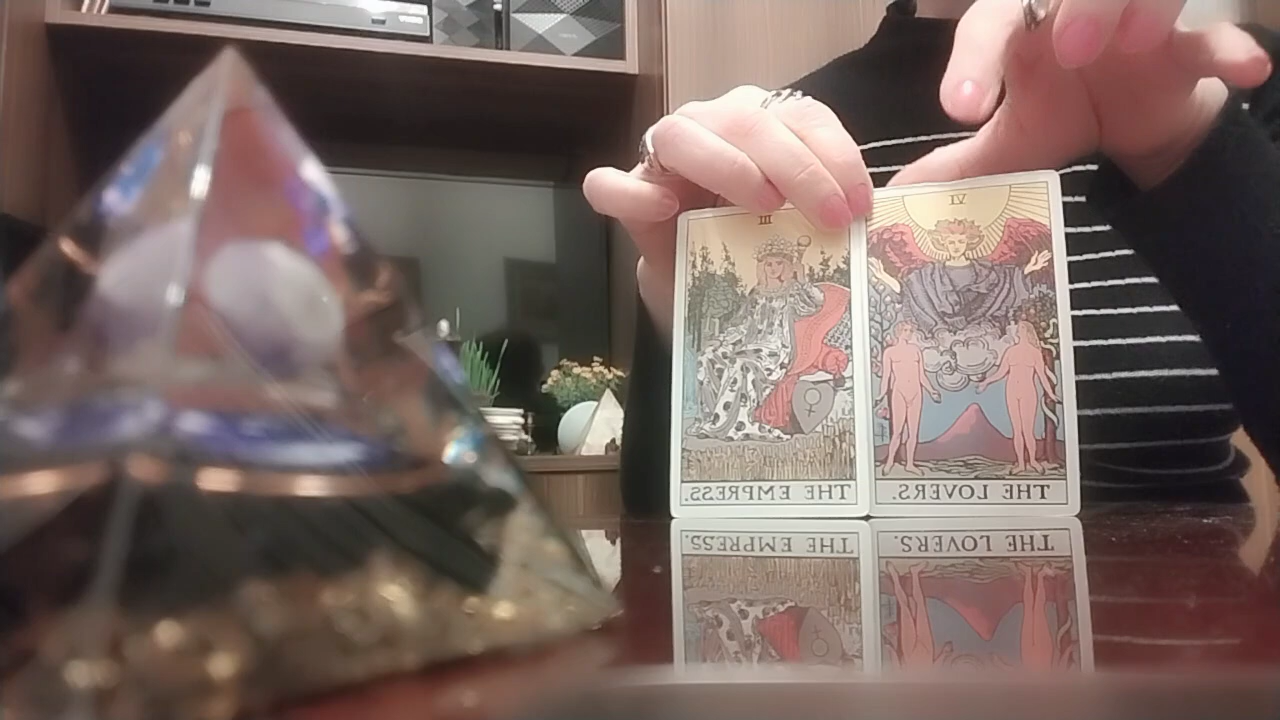 III
THE EMPRESS.
VI
THE LOVERS.